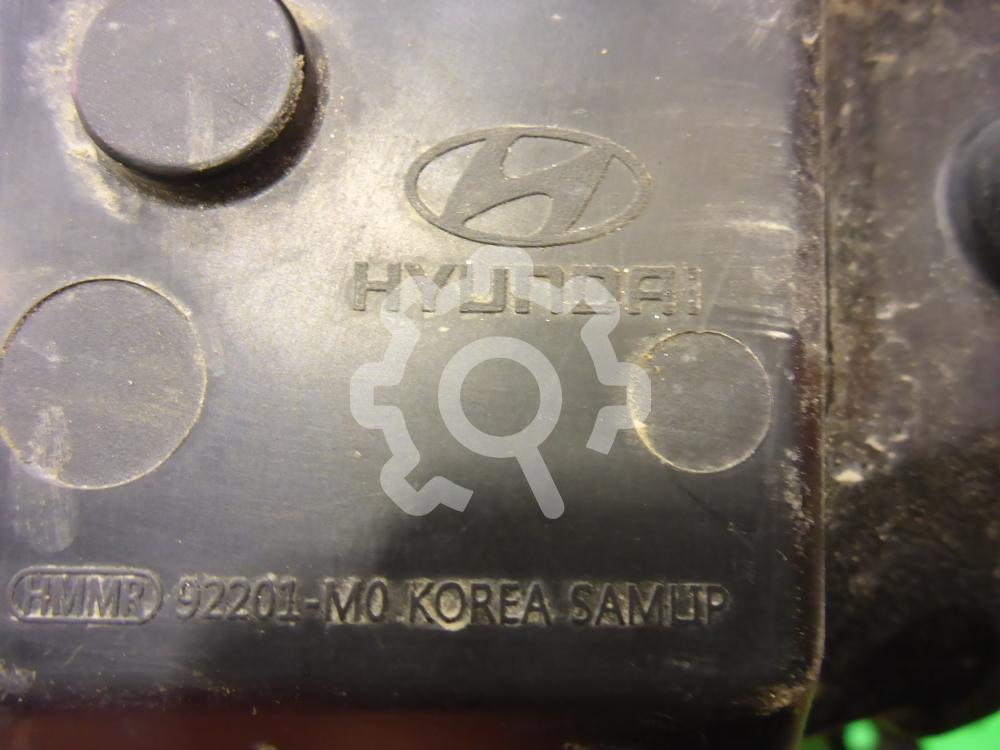 HYUNDAI
HMMR 92201-M0 KOREA SAMLIP